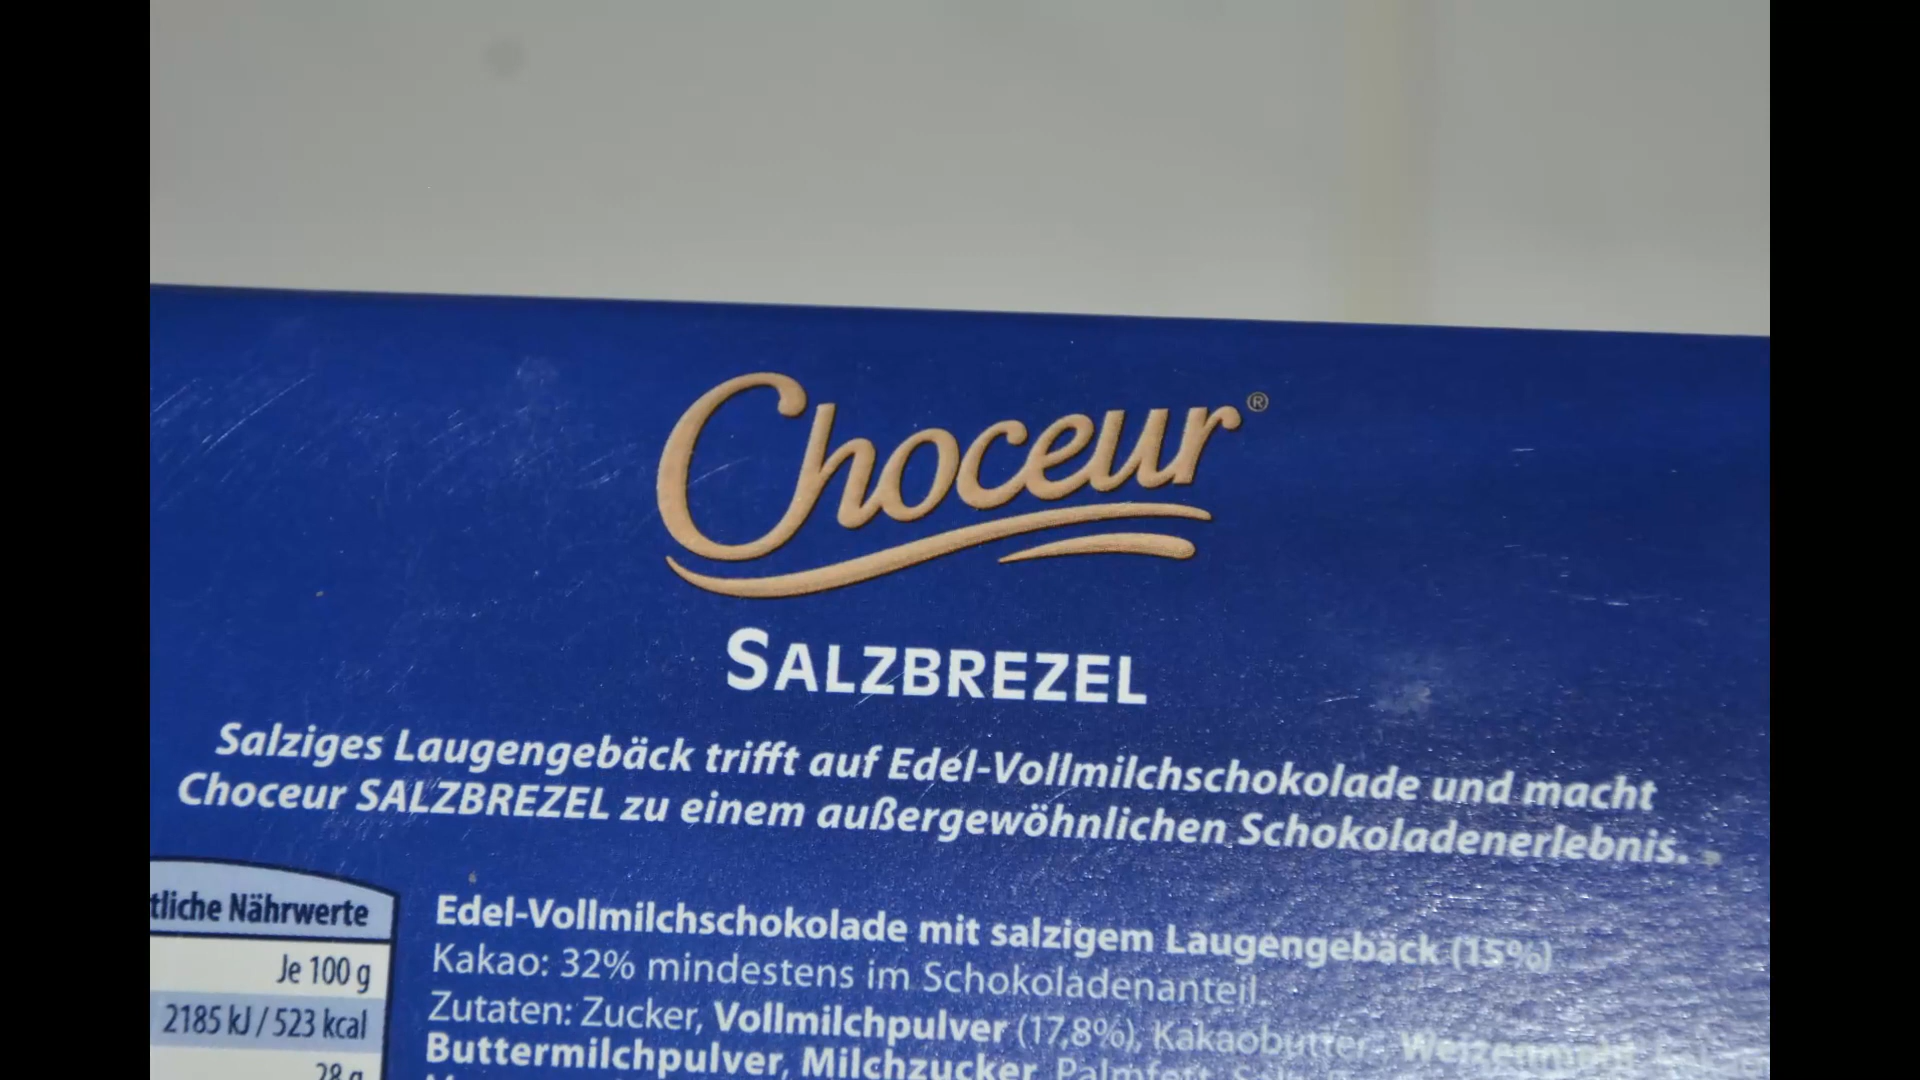 Choceur®
SALZBREZEL
Salziges Laugengebäck trifft auf Edel-Vollmilchschokolade und macht
Choceur SALZBREZEL zu einem außergewöhnlichen Schokoladenerlebnis.
tliche Nährwerte
Je 100 g
2185 kJ / 523 kcal
28 g
Edel-Vollmilchschokolade mit salzigem Laugengebäck (15%)
Kakao: 32% mindestens im Schokoladenanteil.
Zutaten: Zucker, Vollmilchpulver (17,8%), Kakaobutter, Weizenmehl
Buttermilchpulver, Milchzucker, Palmfett